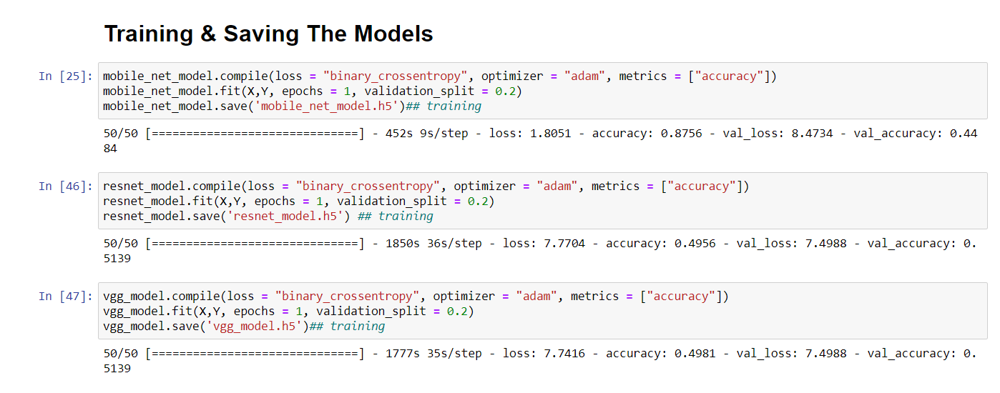 Training & Saving The Models
In [25]: mobile_net_model.compile(loss = "binary_crossentropy", optimizer = "adam", metrics = ["accuracy"])
mobile_net_model.fit(X,Y, epochs = 1, validation_split = 0.2)
mobile_net_model.save('mobile_net_model.h5')## training
50/50 [==============================] - 452s 9s/step - loss: 1.8051 - accuracy: 0.8756 - val_loss: 8.4734 - val_accuracy: 0.44
84
In [46]: resnet_model.compile(loss = "binary_crossentropy", optimizer = "adam", metrics = ["accuracy"])
resnet_model.fit(X,Y, epochs = 1, validation_split = 0.2)
resnet_model.save('resnet_model.h5') ## training
50/50 [==============================] - 1850s 36s/step - loss: 7.7704 - accuracy: 0.4956 - val_loss: 7.4988 - val_accuracy: 0.
5139
In [47]: vgg_model.compile(loss = "binary_crossentropy", optimizer = "adam", metrics = ["accuracy"])
vgg_model.fit(X,Y, epochs = 1, validation_split = 0.2)
vgg_model.save('vgg_model.h5')## training
50/50 [==============================] - 1777s 35s/step - loss: 7.7416 - accuracy: 0.4981 - val_loss: 7.4988 - val_accuracy: 0.
5139